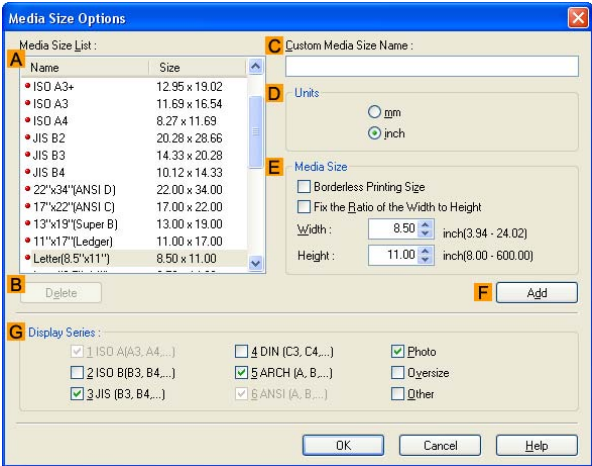 Media Size Options
Media Size List :
A
Name Size
ISO A3+ 12.95 x 19.02
ISO A3 11.69 x 16.54
ISO A4 8.27 x 11.69
JIS B2 20.28 x 28.66
JIS B3 14.33 x 20.28
JIS B4 10.12 x 14.33
22"x34"(ANSI D) 22.00 x 34.00
17"x22"(ANSI C) 17.00 x 22.00
13"x19"(Super B) 13.00 x 19.00
11"x17"(Ledger) 11.00 x 17.00
Letter(8.5"x11") 8.50 x 11.00
B
Delete
C Custom Media Size Name :
D Units
mm
inch
E Media Size
Borderless Printing Size
Fix the Ratio of the Width to Height
Width : 8.50 inch(3.94 - 24.02)
Height : 11.00 inch(8.00 - 600.00)
F Add
G Display Series :
1 ISO A(A3, A4,...) 4 DIN (C3, C4,...) Photo
2 ISO B(B3, B4,...) 5 ARCH (A, B,...) Oversize
3 JIS (B3, B4,...) 6 ANSI (A, B,...) Other
OK Cancel Help